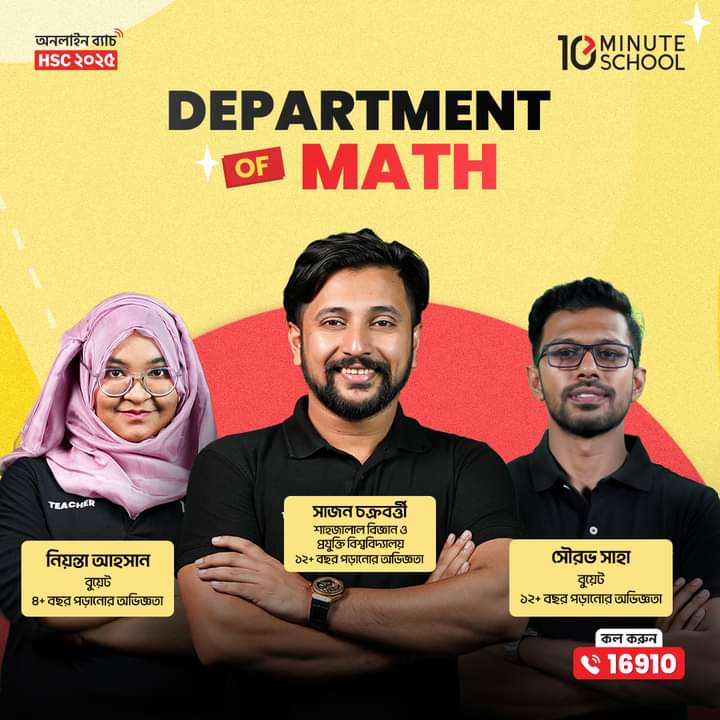 অনলাইন ব্যাচ
HSC ২০২৫
10 MINUTE
SCHOOL
DEPARTMENT
OF MATH
TEACHER
নিয়ন্তা আহসান
বুয়েট
৪+ বছর পড়ানোর অভিজ্ঞতা
সাজন চক্রবর্ত্তী
শাহজালাল বিজ্ঞান ও
প্রযুক্তি বিশ্ববিদ্যালয়
১২+ বছর পড়ানোর অভিজ্ঞতা
সৌরভ সাহা
বুয়েট
১২+ বছর পড়ানোর অভিজ্ঞতা
কল করুন
16910